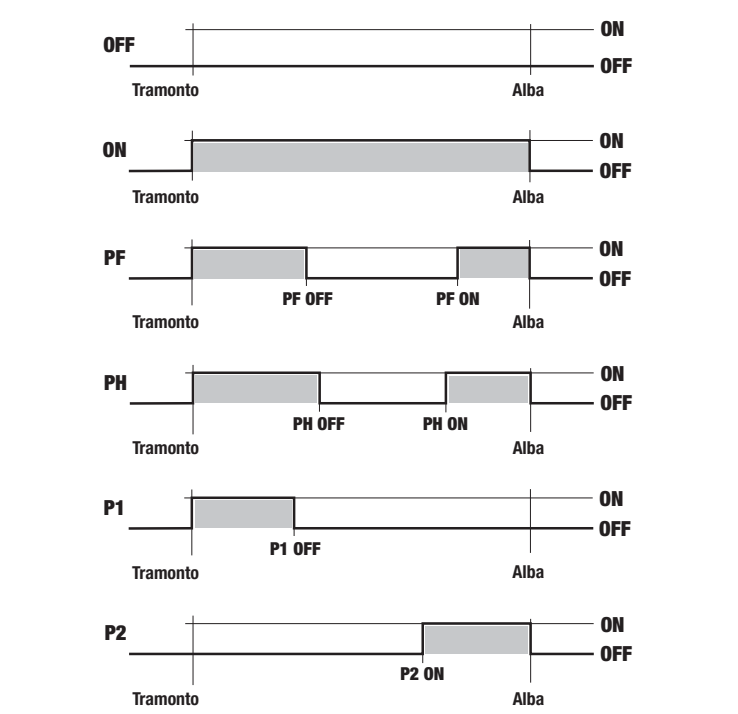 ON
OFF
OFF
Tramonto Alba
ON
ON
OFF
Tramonto Alba
PF
ON
OFF
PF OFF PF ON
Tramonto Alba
PH
ON
OFF
PH OFF PH ON
Tramonto Alba
P1
ON
OFF
P1 OFF
Tramonto Alba
P2
ON
OFF
P2 ON
Tramonto Alba